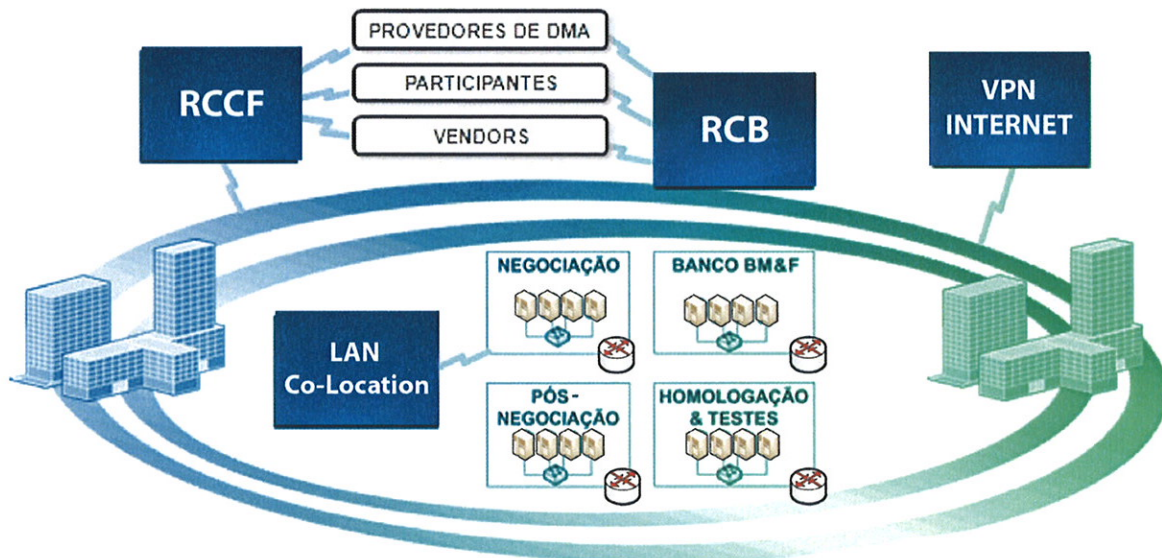 PROVEDORES DE DMA
RCCF
PARTICIPANTES
RCB
VENDORS
VPN
INTERNET
NEGOCIAÇÃO
BANCO BM&F
LAN
Co-Location
PÓS-
NEGOCIAÇÃO
HOMOLOGAÇÃO
& TESTES